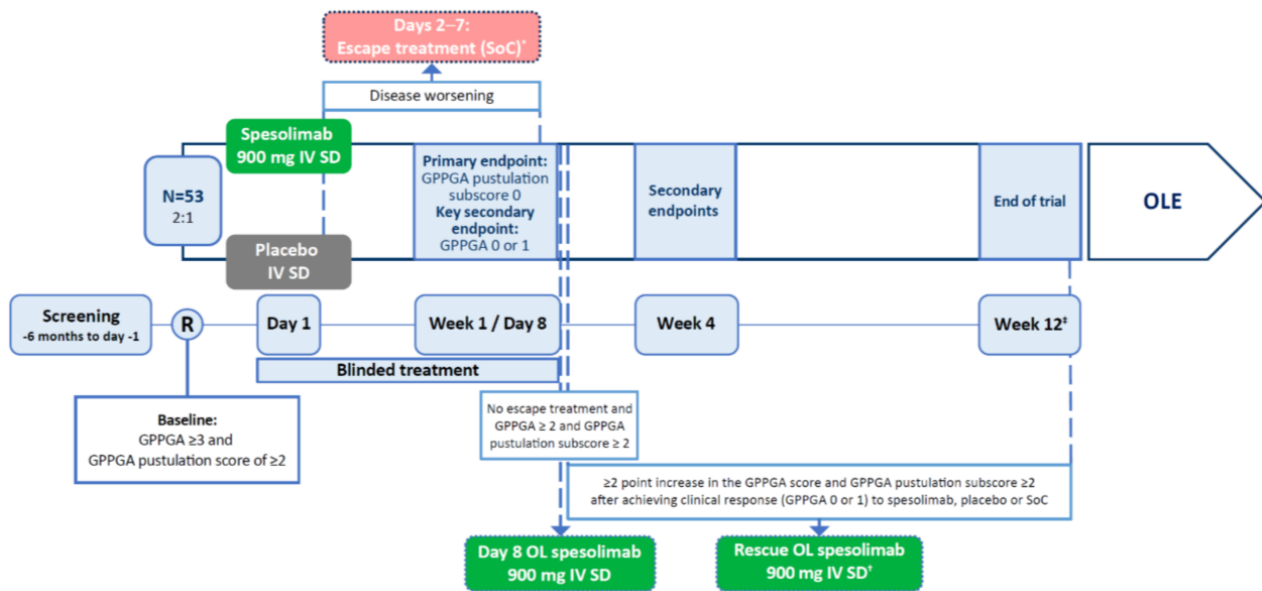 Days 2–7:
Escape treatment (SoC)*
Disease worsening
Spesolimab
900 mg IV SD
N=53
2:1
Placebo
IV SD
Primary endpoint:
GPPGA pustulation
subscore 0
Key secondary
endpoint:
GPPGA 0 or 1
Secondary
endpoints
End of trial
OLE
Screening
-6 months to day -1
R
Day 1
Week 1 / Day 8
Week 4
Week 12‡
Blinded treatment
Baseline:
GPPGA ≥3 and
GPPGA pustulation score of ≥2
No escape treatment and
GPPGA ≥ 2 and GPPGA
pustulation subscore ≥ 2
≥2 point increase in the GPPGA score and GPPGA pustulation subscore ≥2
after achieving clinical response (GPPGA 0 or 1) to spesolimab, placebo or SoC
Day 8 OL spesolimab
900 mg IV SD
Rescue OL spesolimab
900 mg IV SD†